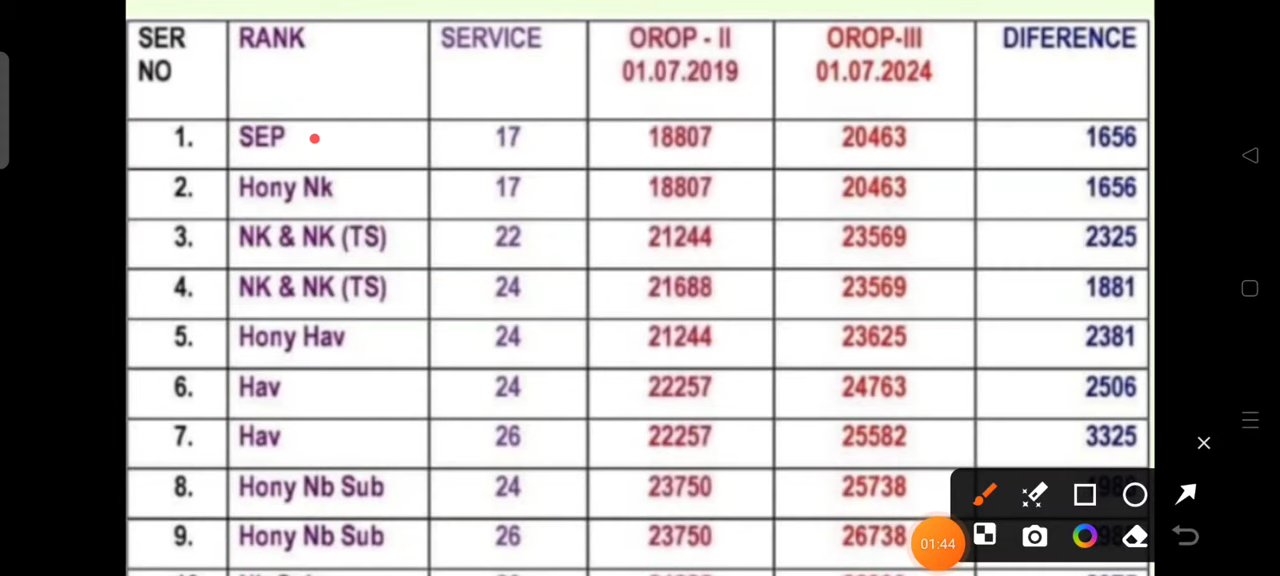 SER NO RANK SERVICE OROP - II 01.07.2019 OROP-III 01.07.2024 DIFERENCE
1. SEP 17 18807 20463 1656
2. Hony Nk 17 18807 20463 1656
3. NK & NK (TS) 22 21244 23569 2325
4. NK & NK (TS) 24 21688 23569 1881
5. Hony Hav 24 21244 23625 2381
6. Hav 24 22257 24763 2506
7. Hav 26 22257 25582 3325
8. Hony Nb Sub 24 23750 25738
9. Hony Nb Sub 26 23750 26738
01:44